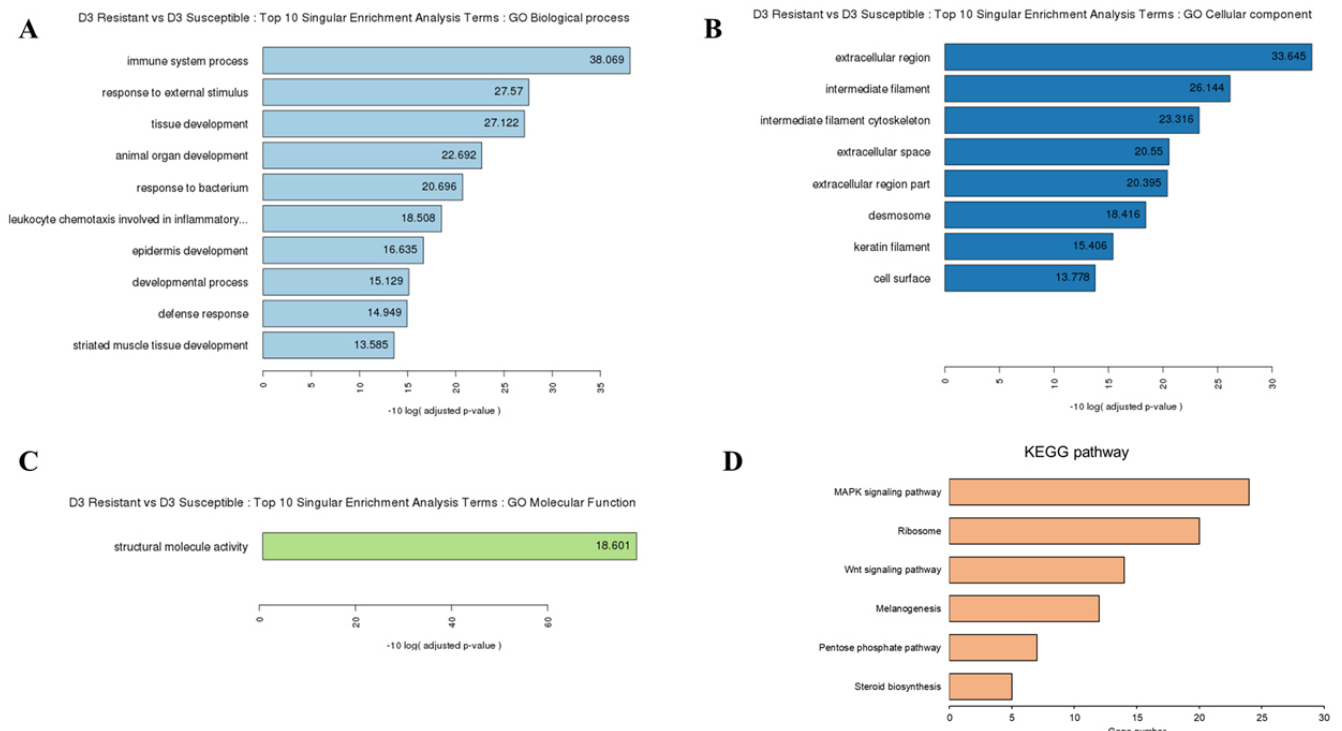 A
D3 Resistant vs D3 Susceptible : Top 10 Singular Enrichment Analysis Terms : GO Biological process
immune system process 38.069
response to external stimulus 27.57
tissue development 27.122
animal organ development 22.692
response to bacterium 20.696
leukocyte chemotaxis involved in inflammatory... 18.508
epidermis development 16.635
developmental process 15.129
defense response 14.949
striated muscle tissue development 13.585
0 5 10 15 20 25 30 35
-10 log( adjusted p-value )
B
D3 Resistant vs D3 Susceptible : Top 10 Singular Enrichment Analysis Terms : GO Cellular component
extracellular region 33.645
intermediate filament 26.144
intermediate filament cytoskeleton 23.316
extracellular space 20.55
extracellular region part 20.395
desmosome 18.416
keratin filament 15.406
cell surface 13.778
0 5 10 15 20 25 30
-10 log( adjusted p-value )
C
D3 Resistant vs D3 Susceptible : Top 10 Singular Enrichment Analysis Terms : GO Molecular Function
structural molecule activity 18.601
0 20 40 60
-10 log( adjusted p-value )
D
KEGG pathway
MAPK signaling pathway
Ribosome
Wnt signaling pathway
Melanogenesis
Pentose phosphate pathway
Steroid biosynthesis
0 5 10 15 20 25 30
Gene number